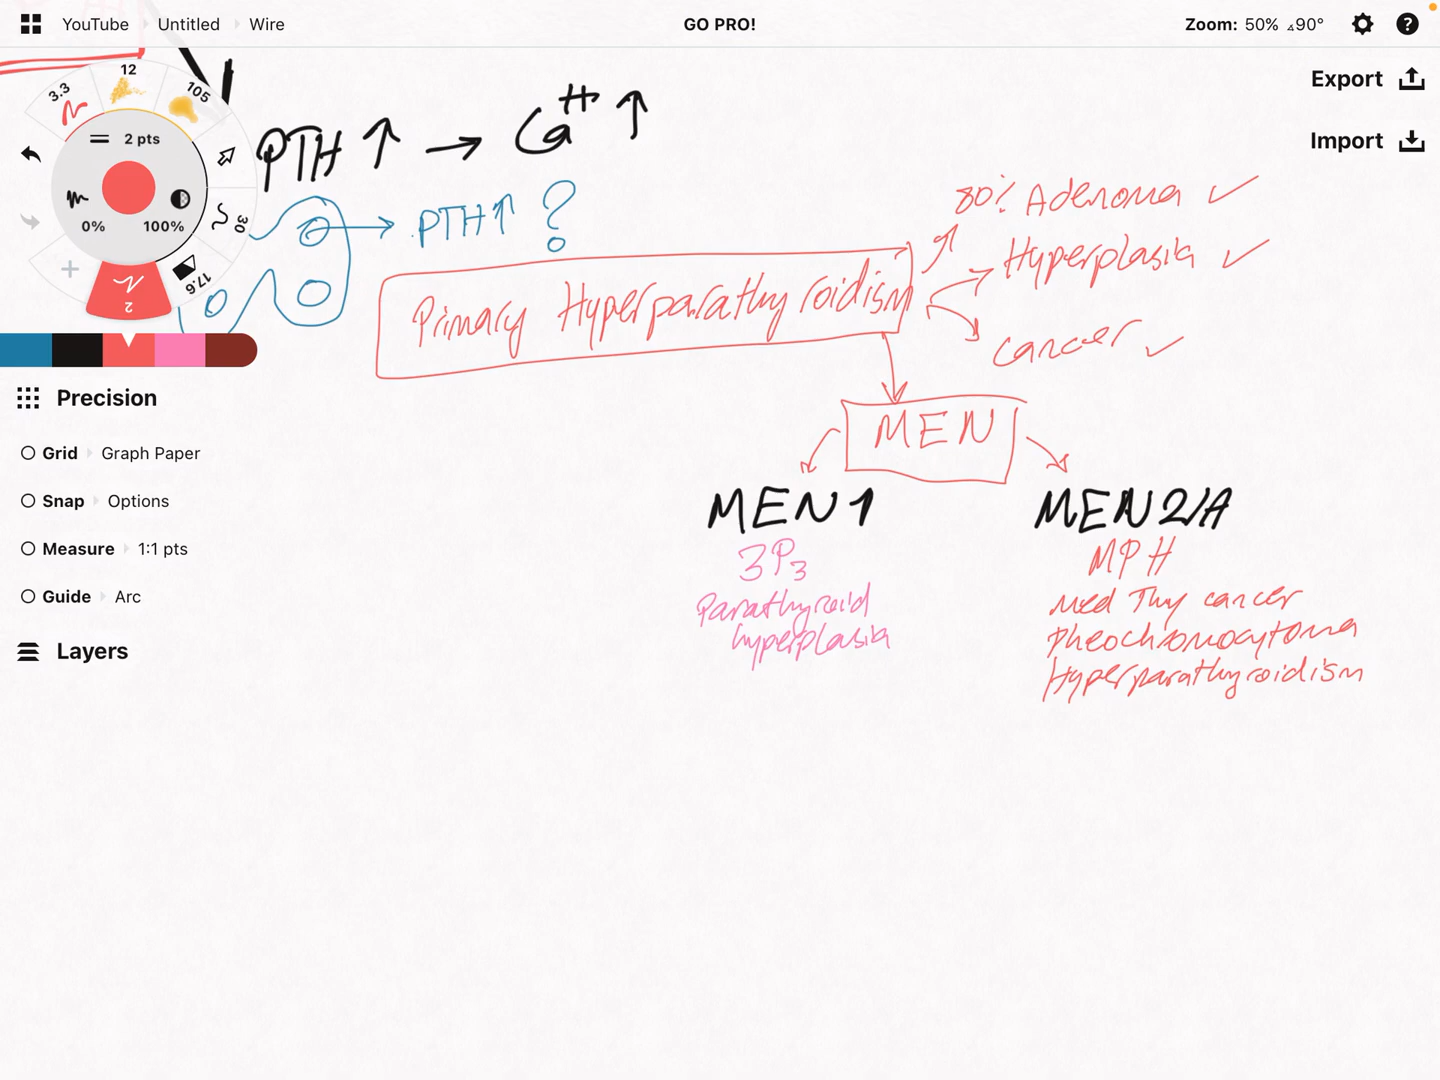 YouTube Untitled Wire
GO PRO!
Zoom: 50% ⊿90°
Export
Import
3.3
12
105
30
17.6
2
2 pts
0% 100%
PTH ↑ → Ca++ ↑
PTH↑ ?
80% Adenoma ✓
Hyperplasia ✓
cancer ✓
Primary Hyperparathyroidism
MEN
MEN1
3P3
Parathyroid
hyperplasia
MEN2/A
MPH
Med Thy cancer
Pheochromocytoma
Hyperparathyroidism
Precision
Grid Graph Paper
Snap Options
Measure 1:1 pts
Guide Arc
Layers